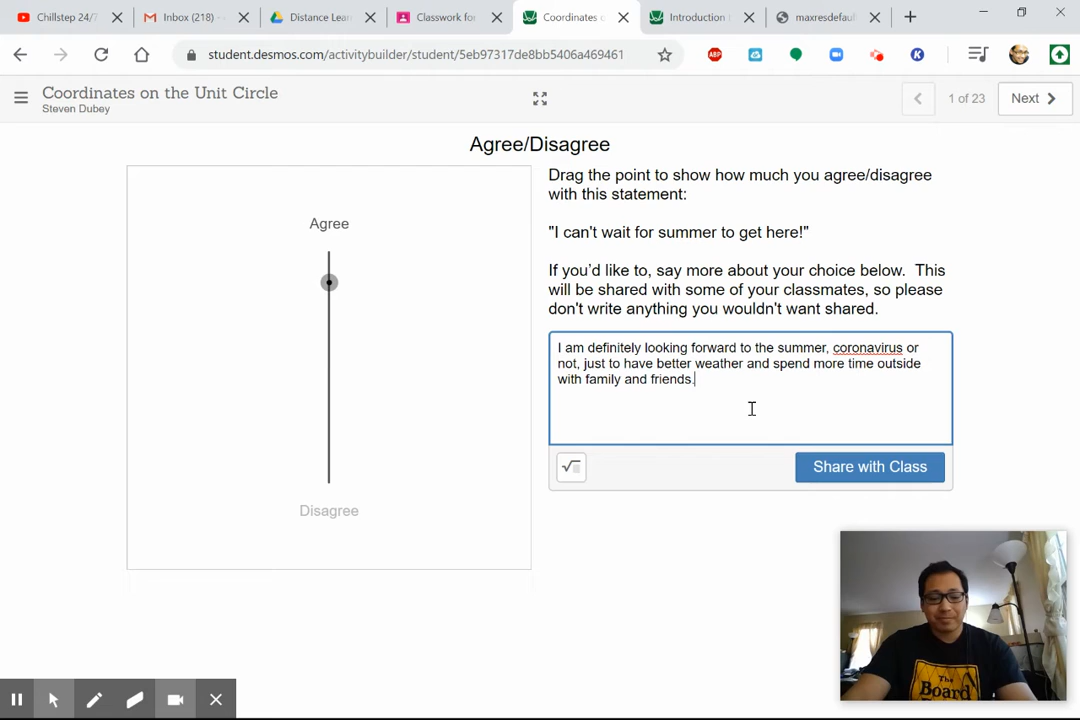 Chillstep 24/7
Inbox (218) -
Distance Lear
Classwork for
Coordinates o
Introduction
maxresdefaul
student.desmos.com/activitybuilder/student/5eb97317de8bb5406a469461
ABP
K
Coordinates on the Unit Circle
Steven Dubey
1 of 23
Next
Agree/Disagree
Agree
Disagree
Drag the point to show how much you agree/disagree
with this statement:
"I can't wait for summer to get here!"
If you'd like to, say more about your choice below. This
will be shared with some of your classmates, so please
don't write anything you wouldn't want shared.
I am definitely looking forward to the summer, coronavirus or
not, just to have better weather and spend more time outside
with family and friends.
Share with Class
The
Board